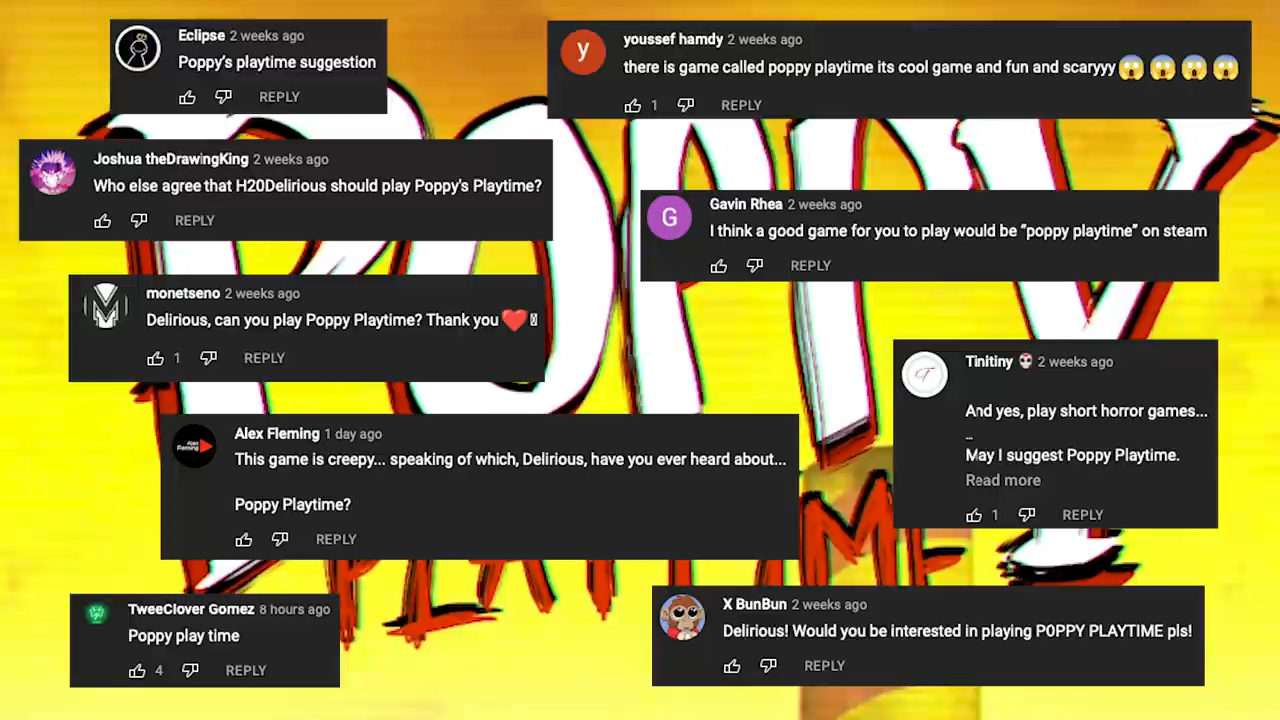 Eclipse 2 weeks ago
Poppy's playtime suggestion
REPLY
youssef hamdy 2 weeks ago
there is game called poppy playtime its cool game and fun and scaryyy 😱 😱 😱 😱
1 REPLY
Joshua theDrawingKing 2 weeks ago
Who else agree that H20Delirious should play Poppy's Playtime?
REPLY
G
Gavin Rhea 2 weeks ago
I think a good game for you to play would be “poppy playtime” on steam
REPLY
monetseno 2 weeks ago
Delirious, can you play Poppy Playtime? Thank you ❤️
1 REPLY
Tinitiny 2 weeks ago
And yes, play short horror games...
...
May I suggest Poppy Playtime.
Read more
1 REPLY
Alex Fleming
Alex Fleming 1 day ago
This game is creepy... speaking of which, Delirious, have you ever heard about...
Poppy Playtime?
REPLY
TweeClover Gomez 8 hours ago
Poppy play time
4 REPLY
X BunBun 2 weeks ago
Delirious! Would you be interested in playing P0PPY PLAYTIME pls!
REPLY
y
T
POPPY
PLAYTIME